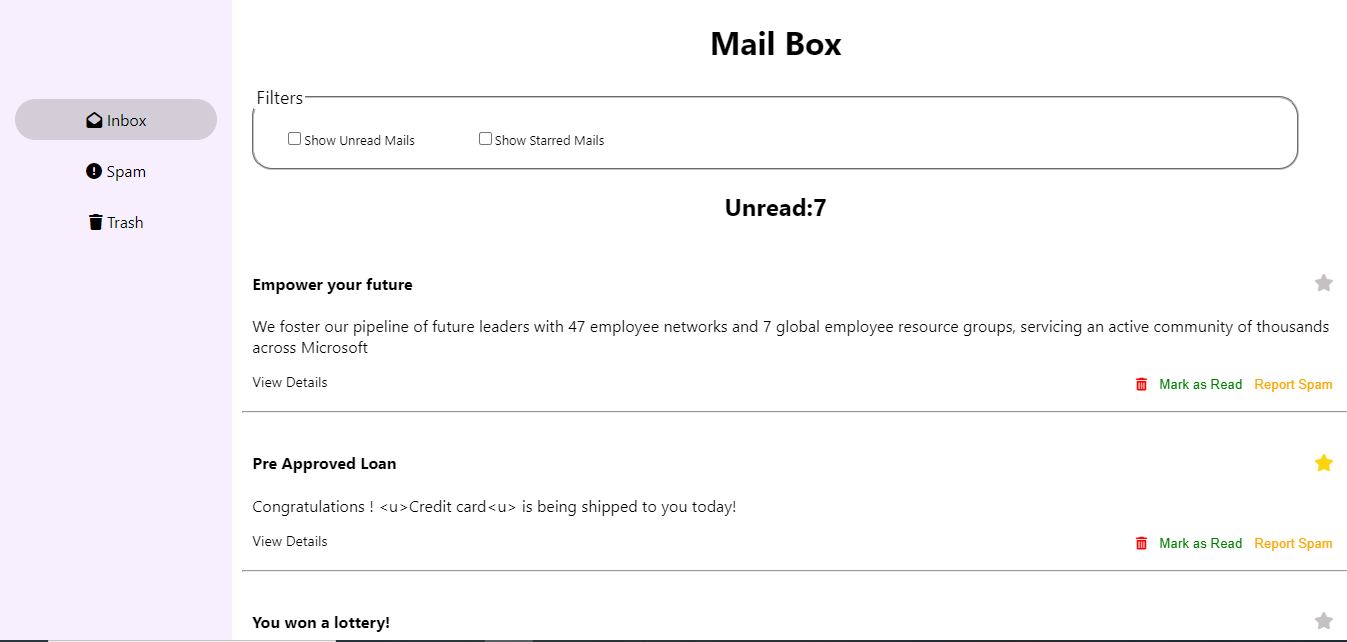 Mail Box
Inbox
Spam
Trash
Filters
Show Unread Mails Show Starred Mails
Unread:7
Empower your future
We foster our pipeline of future leaders with 47 employee networks and 7 global employee resource groups, servicing an active community of thousands
across Microsoft
View Details Mark as Read Report Spam
Pre Approved Loan
Congratulations ! <u>Credit card<u> is being shipped to you today!
View Details Mark as Read Report Spam
You won a lottery!